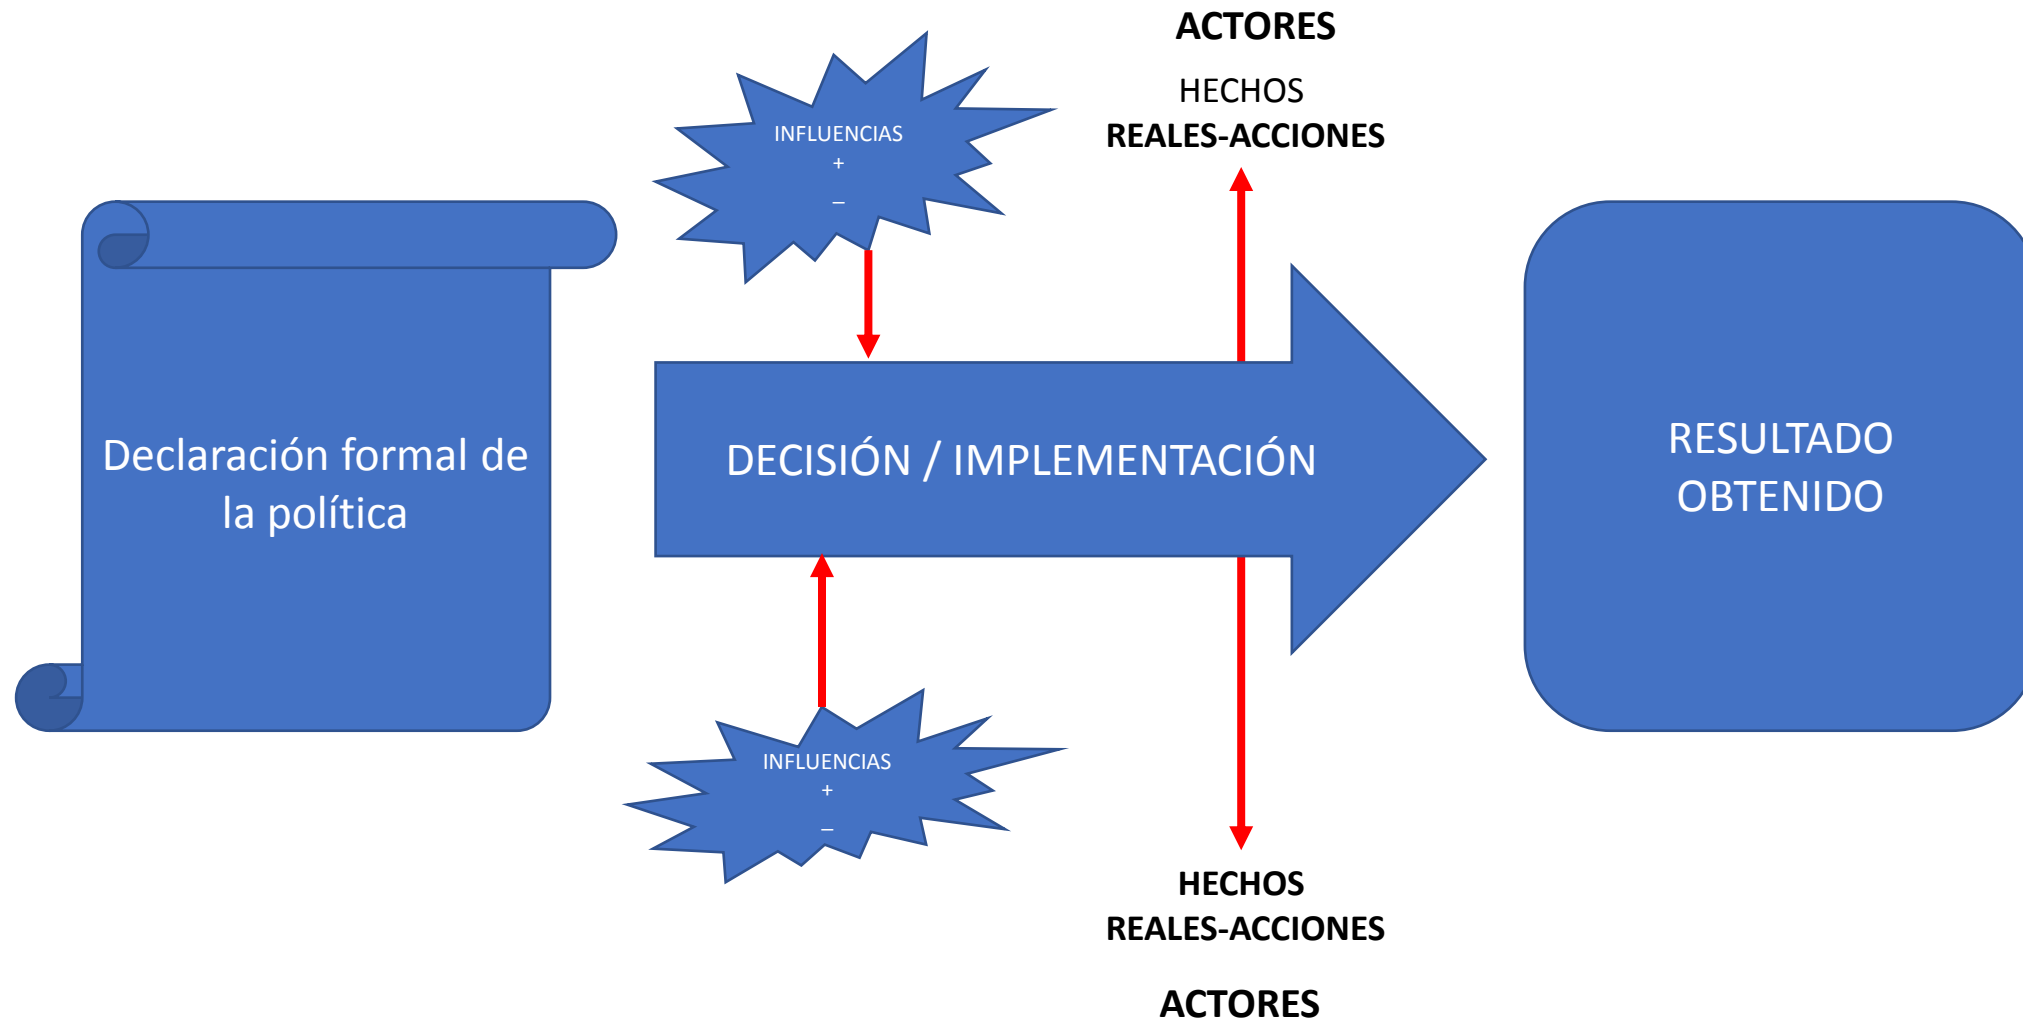 ACTORES
HECHOS
REALES-ACCIONES
INFLUENCIAS
+
–
Declaración formal de
la política
DECISIÓN / IMPLEMENTACIÓN
RESULTADO
OBTENIDO
INFLUENCIAS
+
–
HECHOS
REALES-ACCIONES
ACTORES